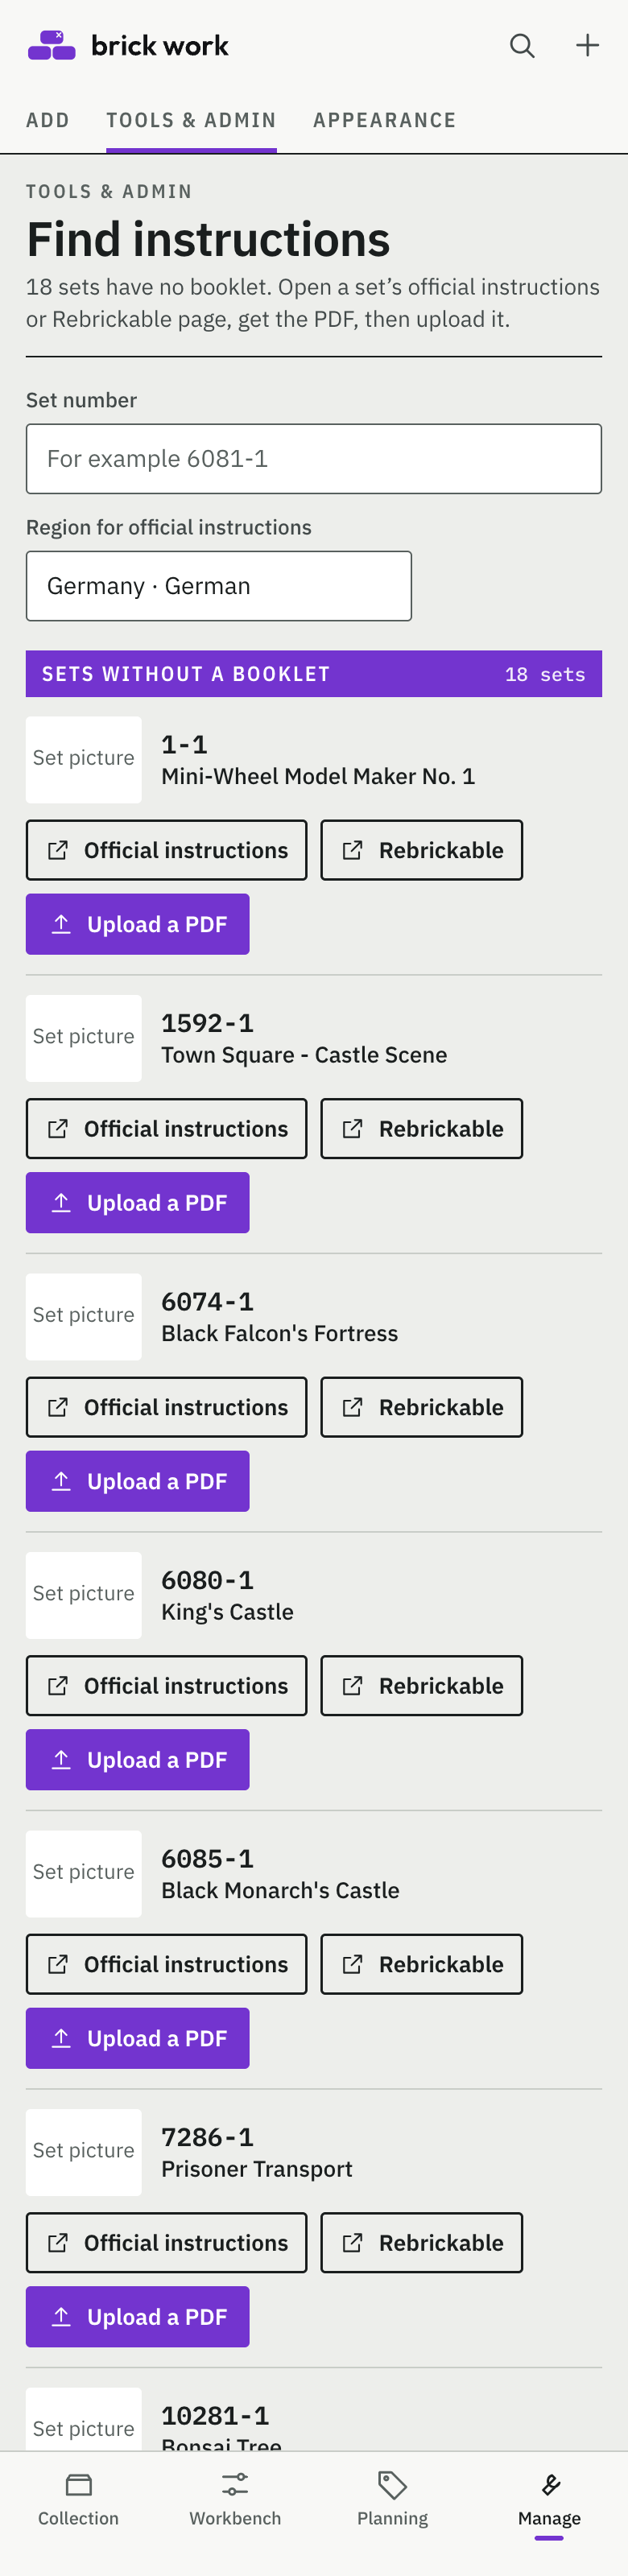 brick work
ADD TOOLS & ADMIN APPEARANCE
TOOLS & ADMIN
Find instructions
18 sets have no booklet. Open a set’s official instructions
or Rebrickable page, get the PDF, then upload it.
Set number
For example 6081-1
Region for official instructions
Germany · German
SETS WITHOUT A BOOKLET 18 sets
Set picture
1-1
Mini-Wheel Model Maker No. 1
Official instructions Rebrickable
Upload a PDF
Set picture
1592-1
Town Square - Castle Scene
Official instructions Rebrickable
Upload a PDF
Set picture
6074-1
Black Falcon's Fortress
Official instructions Rebrickable
Upload a PDF
Set picture
6080-1
King's Castle
Official instructions Rebrickable
Upload a PDF
Set picture
6085-1
Black Monarch's Castle
Official instructions Rebrickable
Upload a PDF
Set picture
7286-1
Prisoner Transport
Official instructions Rebrickable
Upload a PDF
Set picture
10281-1
Bonsai Tree
Collection Workbench Planning Manage